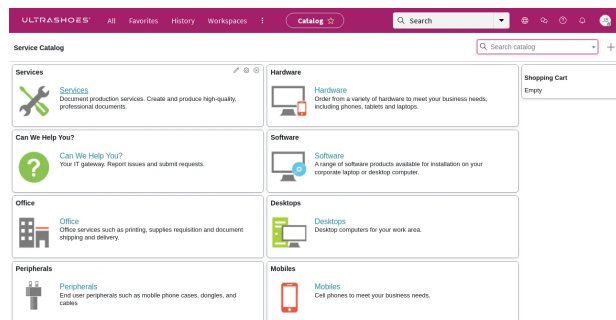 ULTRASHOES
All
Favorites
History
Workspaces
Catalog
Search
Service Catalog
Search catalog
Services
Services
Document production services. Create and produce high-quality,
professional documents.
Hardware
Hardware
Order from a variety of hardware to meet your business needs,
including phones, tablets and laptops.
Shopping Cart
Empty
Can We Help You?
Can We Help You?
Your IT gateway. Report issues and submit requests.
Software
Software
A range of software products available for installation on your
corporate laptop or desktop computer.
Office
Office
Office services such as printing, supplies requisition and document
shipping and delivery.
Desktops
Desktops
Desktop computers for your work area.
Peripherals
Peripherals
End user peripherals such as mobile phone cases, dongles, and
cables
Mobiles
Mobiles
Cell phones to meet your business needs.